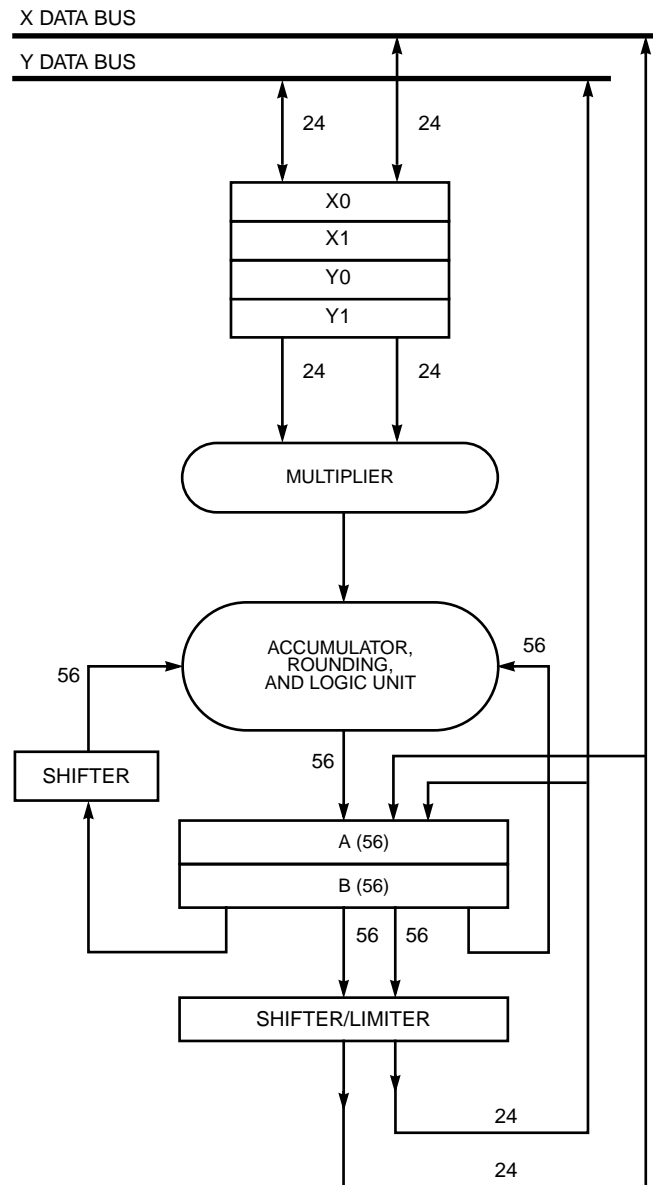 X DATA BUS
Y DATA BUS
24
24
X0
X1
Y0
Y1
24
24
MULTIPLIER
ACCUMULATOR,
ROUNDING,
AND LOGIC UNIT
56
56
56
SHIFTER
A (56)
B (56)
56
56
SHIFTER/LIMITER
24
24